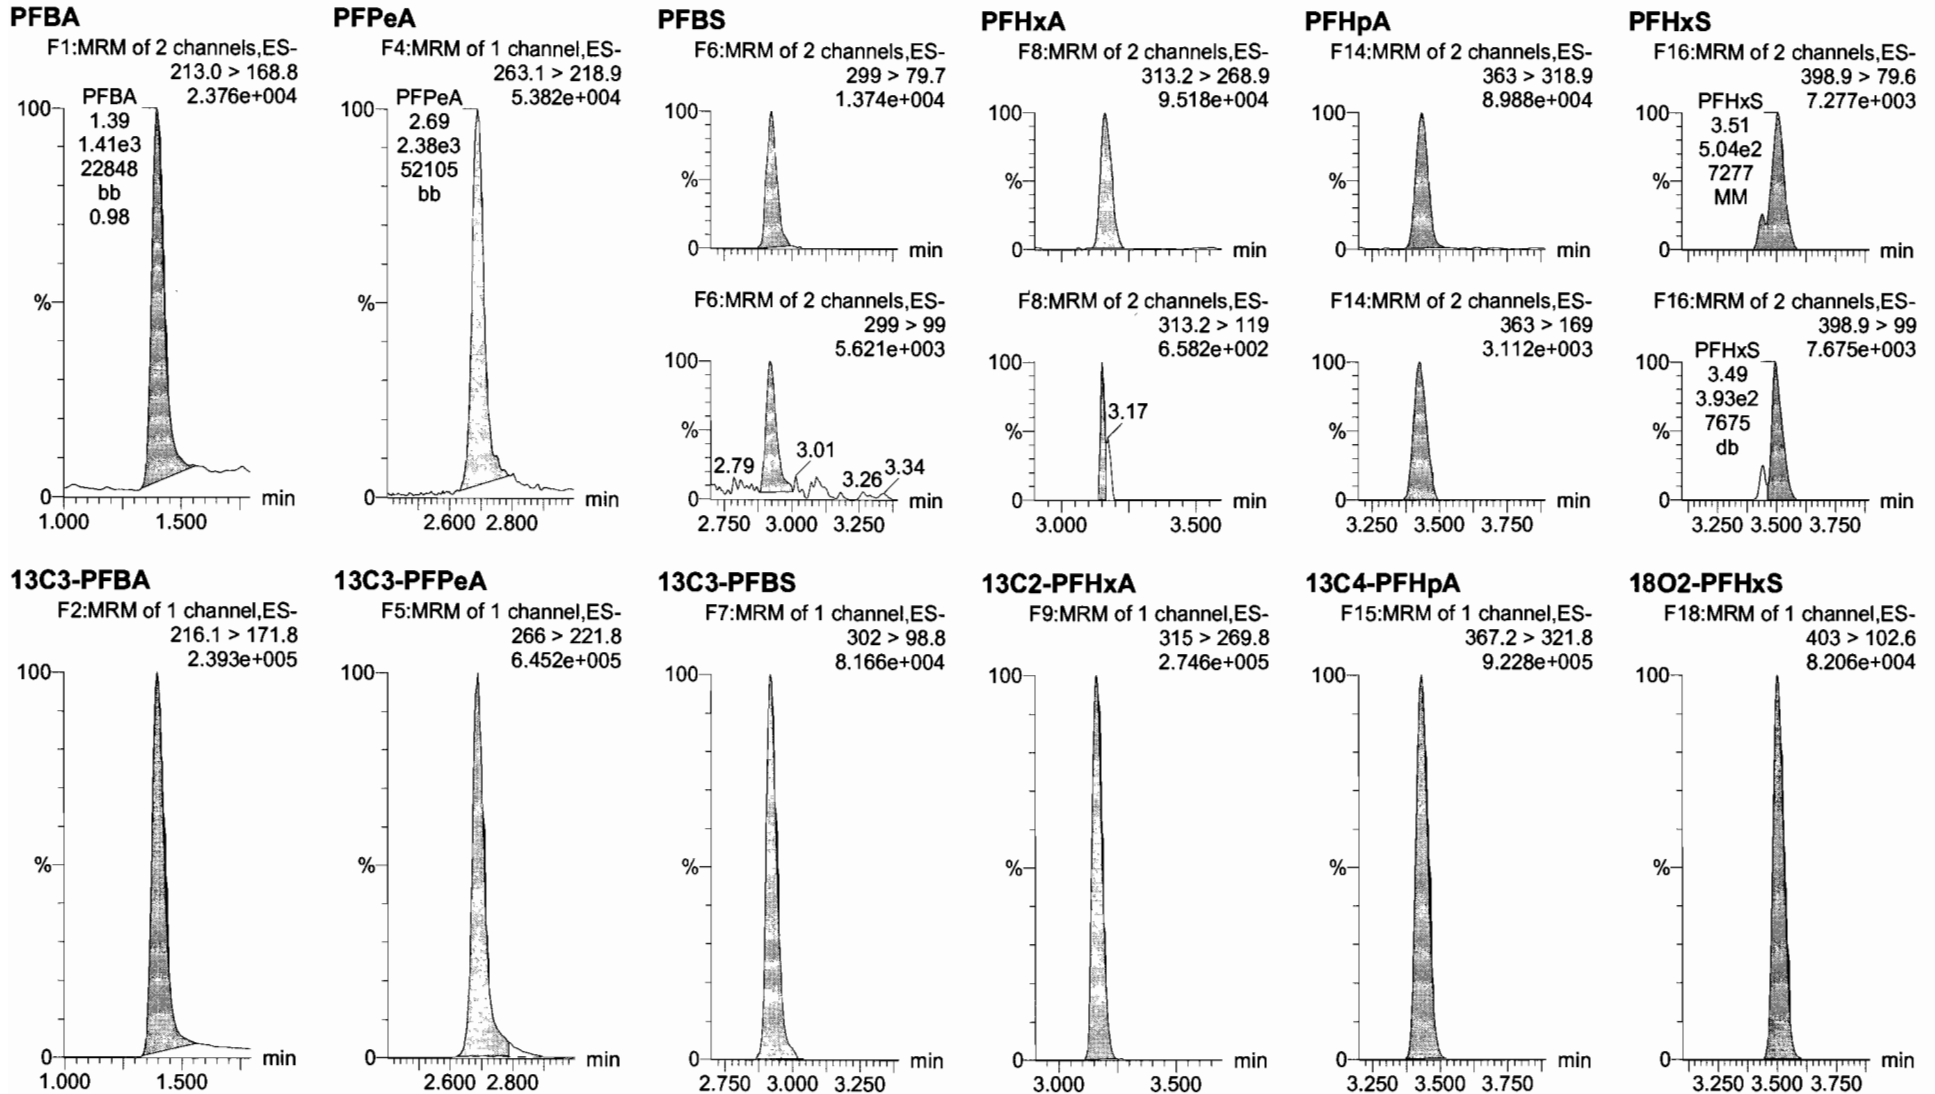 PFBA
F1:MRM of 2 channels,ES-
213.0 > 168.8
2.376e+004
PFBA
1.39
1.41e3
22848
bb
0.98
100
%
0
min
1.000
1.500
PFPeA
F4:MRM of 1 channel,ES-
263.1 > 218.9
5.382e+004
PFPeA
2.69
2.38e3
52105
bb
100
%
0
min
2.600 2.800
PFBS
F6:MRM of 2 channels,ES-
299 > 79.7
1.374e+004
100
%
0
min
F6:MRM of 2 channels,ES-
299 > 99
5.621e+003
100
%
2.79
3.01
3.26
3.34
0
min
2.750 3.000 3.250
PFHxA
F8:MRM of 2 channels,ES-
313.2 > 268.9
9.518e+004
100
%
0
min
F8:MRM of 2 channels,ES-
313.2 > 119
6.582e+002
100
3.17
%
0
min
3.000 3.500
PFHpA
F14:MRM of 2 channels,ES-
363 > 318.9
8.988e+004
100
%
0
min
F14:MRM of 2 channels,ES-
363 > 169
3.112e+003
100
%
0
min
3.250 3.500 3.750
PFHxS
F16:MRM of 2 channels,ES-
398.9 > 79.6
7.277e+003
PFHxS
3.51
5.04e2
7277
MM
100
%
0
min
F16:MRM of 2 channels,ES-
398.9 > 99
7.675e+003
PFHxS
3.49
3.93e2
7675
db
100
%
0
min
3.250 3.500 3.750
13C3-PFBA
F2:MRM of 1 channel,ES-
216.1 > 171.8
2.393e+005
100
%
0
min
1.000 1.500
13C3-PFPeA
F5:MRM of 1 channel,ES-
266 > 221.8
6.452e+005
100
%
0
min
2.600 2.800
13C3-PFBS
F7:MRM of 1 channel,ES-
302 > 98.8
8.166e+004
100
%
0
min
2.750 3.000 3.250
13C2-PFHxA
F9:MRM of 1 channel,ES-
315 > 269.8
2.746e+005
100
%
0
min
3.000 3.500
13C4-PFHpA
F15:MRM of 1 channel,ES-
367.2 > 321.8
9.228e+005
100
%
0
min
3.250 3.500 3.750
18O2-PFHxS
F18:MRM of 1 channel,ES-
403 > 102.6
8.206e+004
100
%
0
min
3.250 3.500 3.750